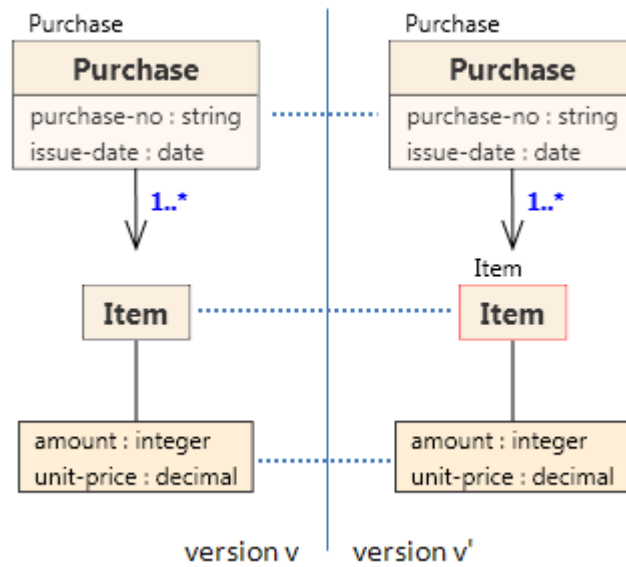 Purchase
Purchase
purchase-no : string
issue-date : date
1..*
Item
amount : integer
unit-price : decimal
version v
Purchase
Purchase
purchase-no : string
issue-date : date
1..*
Item
Item
amount : integer
unit-price : decimal
version v'